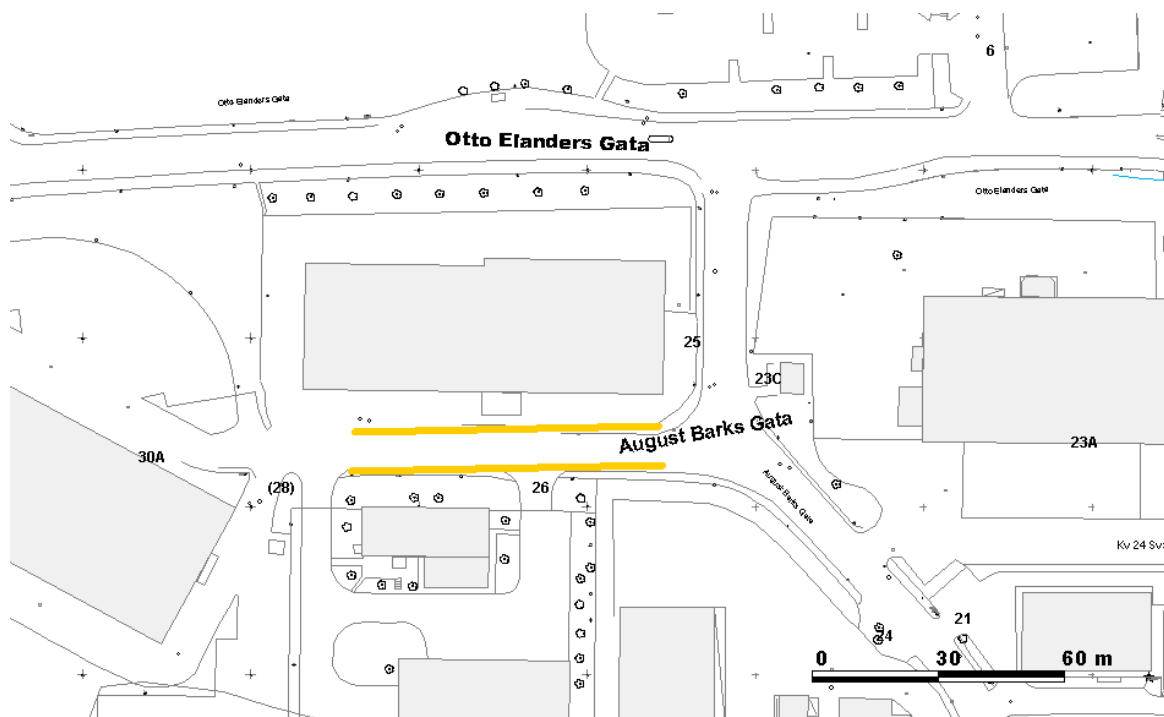 6
Otto Elanders Gata
Otto Elanders Gata
Otto Elanders Gata
25
23C
August Barks Gata
23A
30A
(28)
26
August Barks Gata
Kv 24 Sv
21
24
0 30 60 m